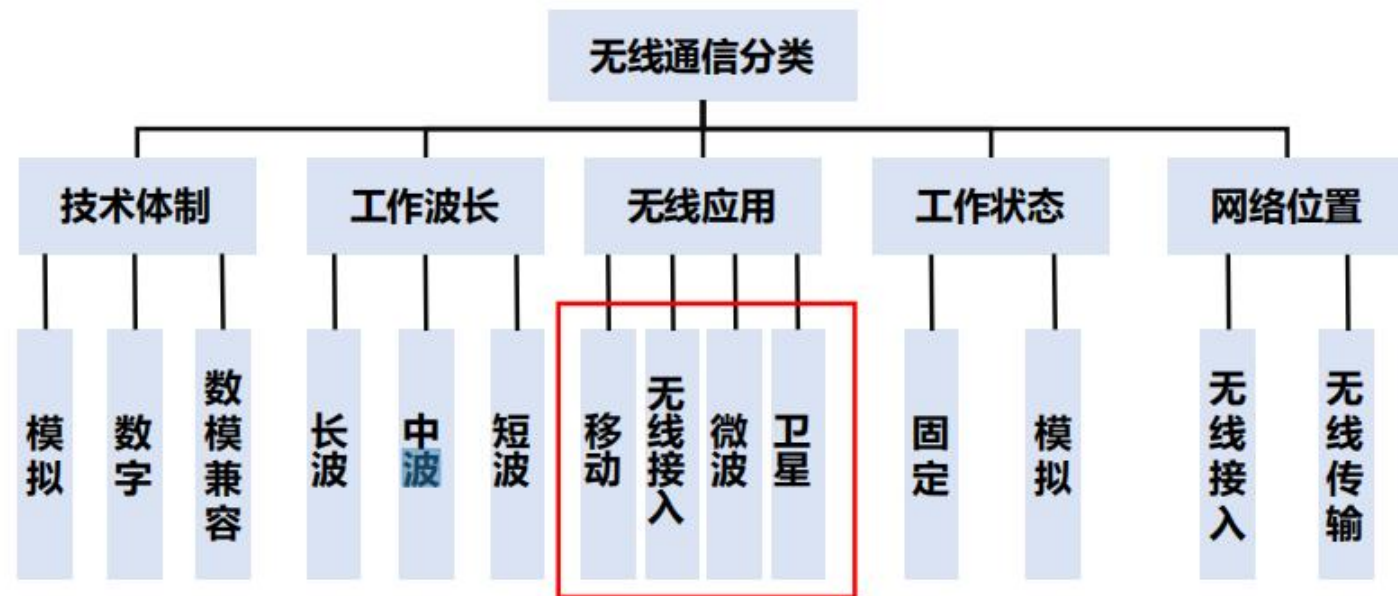 无线通信分类
技术体制
工作波长
无线应用
工作状态
网络位置
模拟
数字
数模兼容
长波
中波
短波
移动
无线接入
微波
卫星
固定
模拟
无线接入
无线传输